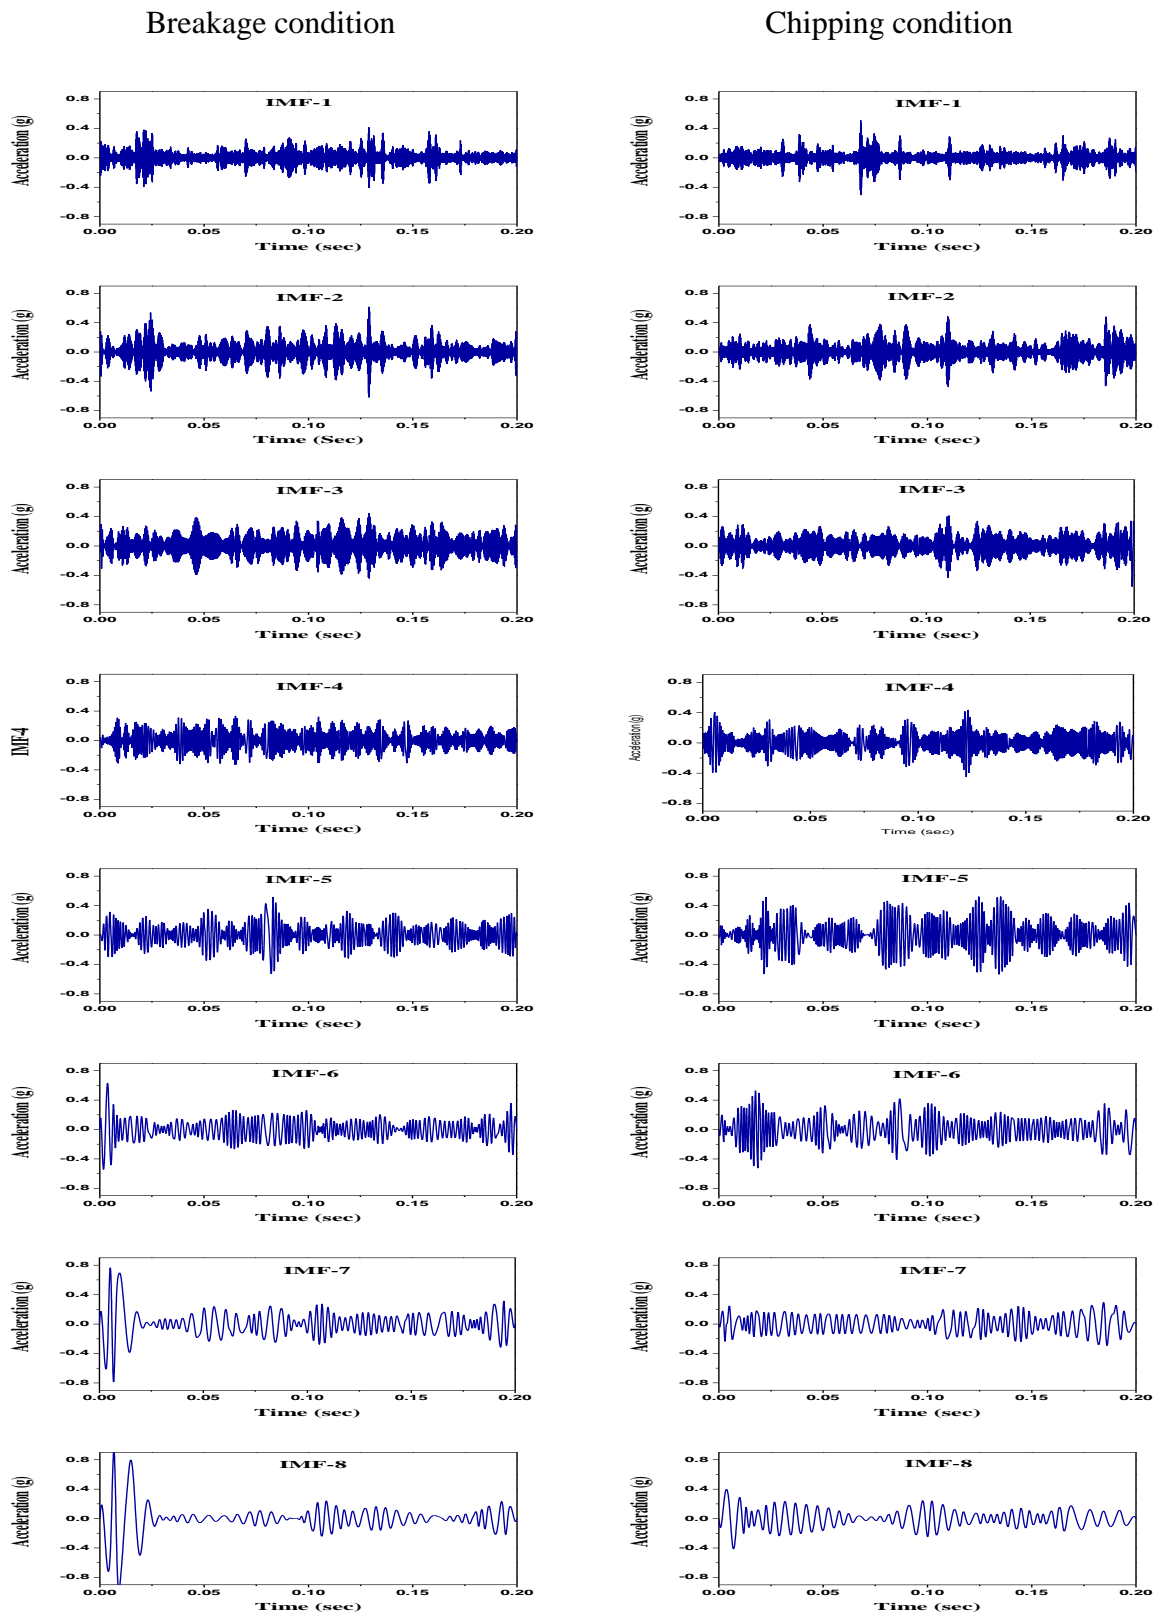 Breakage condition
Chipping condition
IMF-1
Acceleration (g)
0.8
0.4
0.0
-0.4
-0.8
0.00 0.05 0.10 0.15 0.20
Time (sec)
IMF-1
Acceleration (g)
0.8
0.4
0.0
-0.4
-0.8
0.00 0.05 0.10 0.15 0.20
Time (sec)
IMF-2
Acceleration (g)
0.8
0.4
0.0
-0.4
-0.8
0.00 0.05 0.10 0.15 0.20
Time (Sec)
IMF-2
Acceleration (g)
0.8
0.4
0.0
-0.4
-0.8
0.00 0.05 0.10 0.15 0.20
Time (sec)
IMF-3
Acceleration (g)
0.8
0.4
0.0
-0.4
-0.8
0.00 0.05 0.10 0.15 0.20
Time (sec)
IMF-3
Acceleration (g)
0.8
0.4
0.0
-0.4
-0.8
0.00 0.05 0.10 0.15 0.20
Time (sec)
IMF-4
IMF-4
0.8
0.4
0.0
-0.4
-0.8
0.00 0.05 0.10 0.15 0.20
Time (sec)
IMF-4
Acceleration (g)
0.8
0.4
0.0
-0.4
-0.8
0.00 0.05 0.10 0.15 0.20
Time (sec)
IMF-5
Acceleration (g)
0.8
0.4
0.0
-0.4
-0.8
0.00 0.05 0.10 0.15 0.20
Time (sec)
IMF-5
Acceleration (g)
0.8
0.4
0.0
-0.4
-0.8
0.00 0.05 0.10 0.15 0.20
Time (sec)
IMF-6
Acceleration (g)
0.8
0.4
0.0
-0.4
-0.8
0.00 0.05 0.10 0.15 0.20
Time (sec)
IMF-6
Acceleration (g)
0.8
0.4
0.0
-0.4
-0.8
0.00 0.05 0.10 0.15 0.20
Time (sec)
IMF-7
Acceleration (g)
0.8
0.4
0.0
-0.4
-0.8
0.00 0.05 0.10 0.15 0.20
Time (sec)
IMF-7
Acceleration (g)
0.8
0.4
0.0
-0.4
-0.8
0.00 0.05 0.10 0.15 0.20
Time (sec)
IMF-8
Acceleration (g)
0.8
0.4
0.0
-0.4
-0.8
0.00 0.05 0.10 0.15 0.20
Time (sec)
IMF-8
Acceleration (g)
0.8
0.4
0.0
-0.4
-0.8
0.00 0.05 0.10 0.15 0.20
Time (sec)